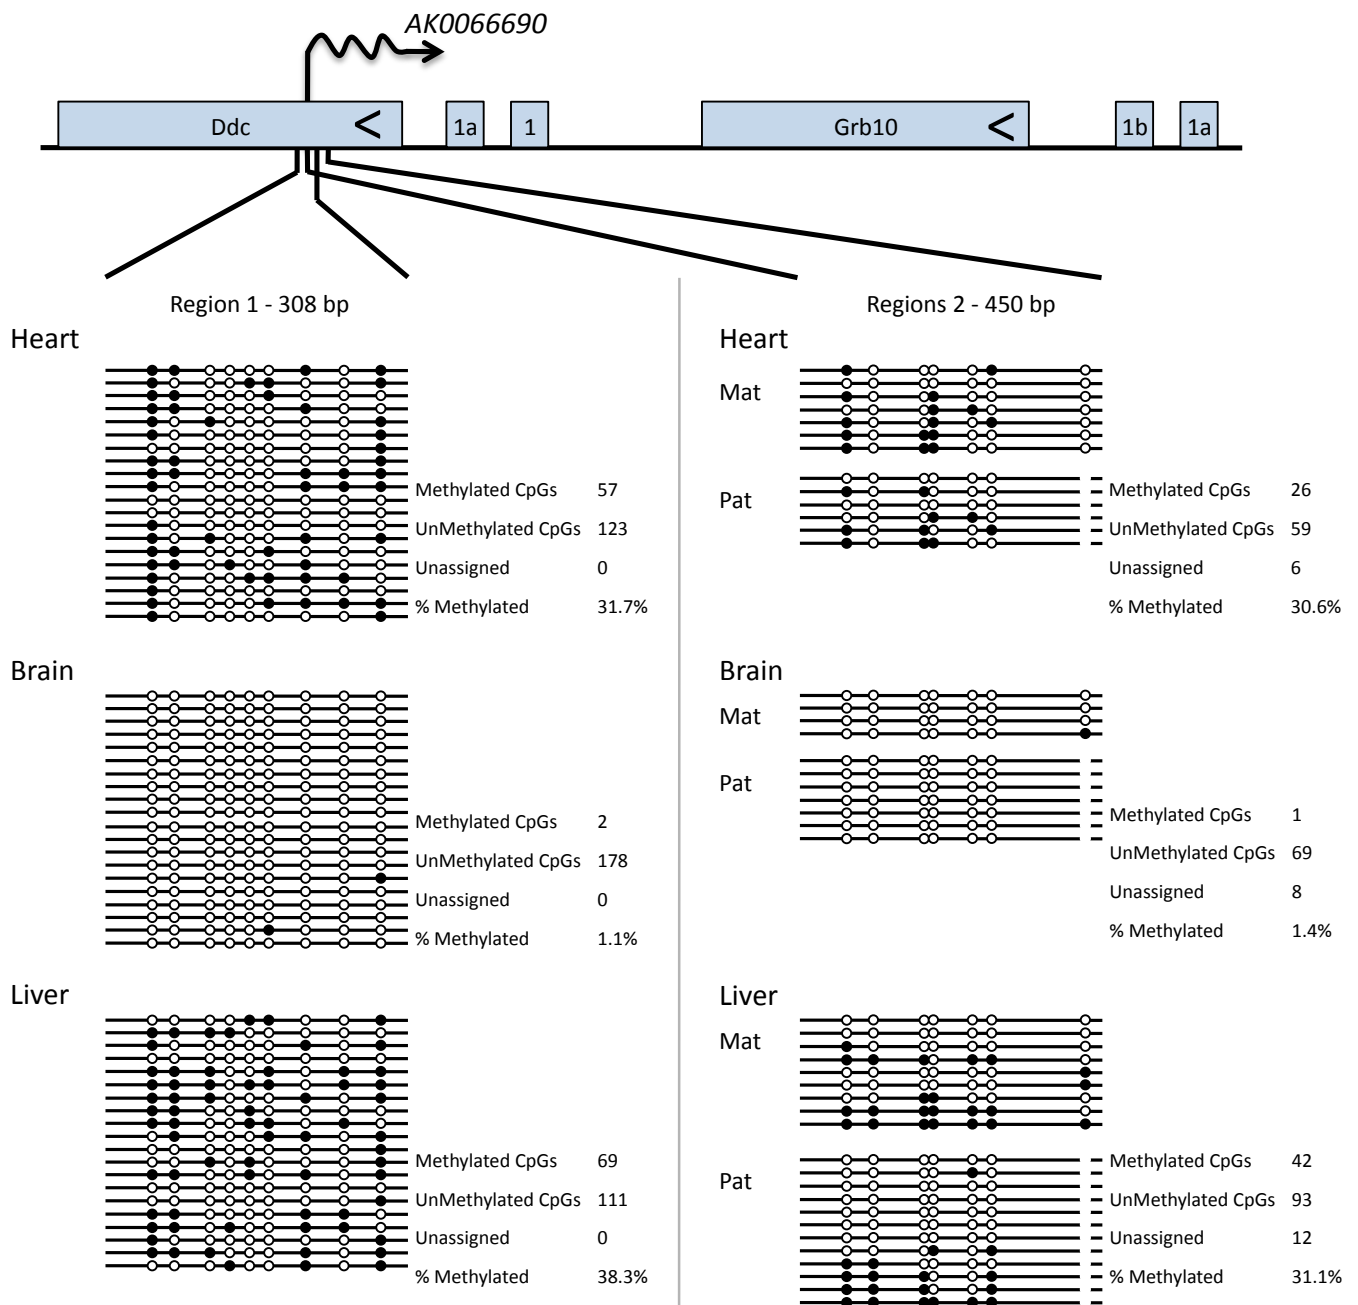 AK0066690
Ddc < 1a 1 Grb10 < 1b 1a
Region 1 - 308 bp
Heart
Methylated CpGs 57
UnMethylated CpGs 123
Unassigned 0
% Methylated 31.7%
Brain
Methylated CpGs 2
UnMethylated CpGs 178
Unassigned 0
% Methylated 1.1%
Liver
Methylated CpGs 69
UnMethylated CpGs 111
Unassigned 0
% Methylated 38.3%
Regions 2 - 450 bp
Heart
Mat
Pat
Methylated CpGs 26
UnMethylated CpGs 59
Unassigned 6
% Methylated 30.6%
Brain
Mat
Pat
Methylated CpGs 1
UnMethylated CpGs 69
Unassigned 8
% Methylated 1.4%
Liver
Mat
Pat
Methylated CpGs 42
UnMethylated CpGs 93
Unassigned 12
% Methylated 31.1%